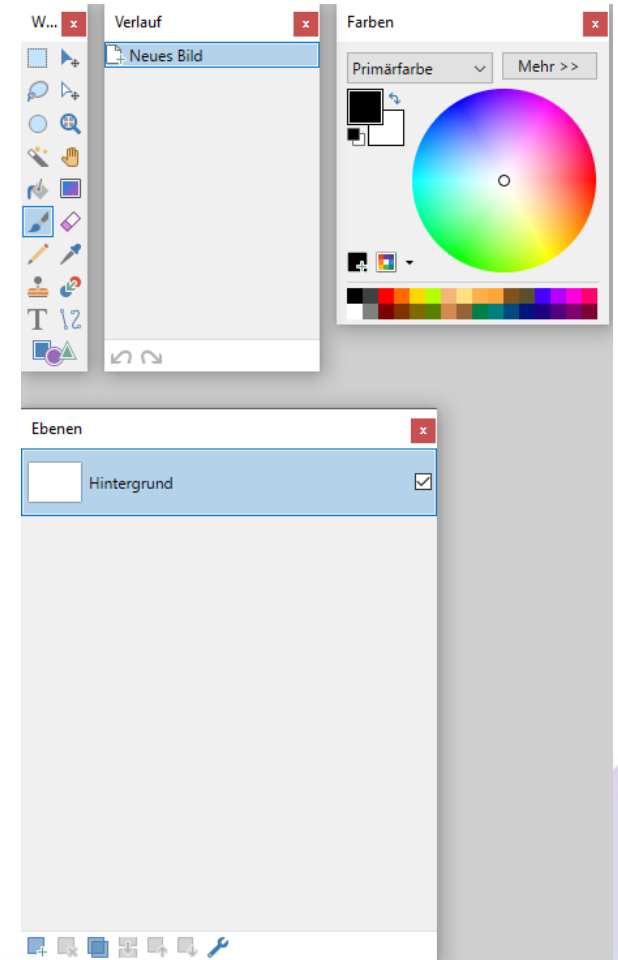 W...
Verlauf
Farben
Neues Bild
Primärfarbe
Mehr >>
Ebenen
Hintergrund